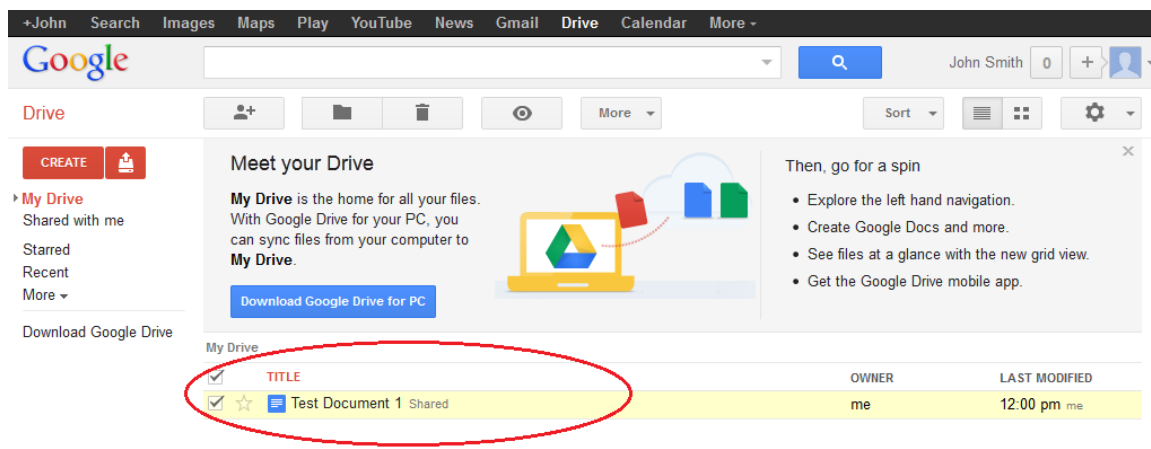 +John Search Images Maps Play YouTube News Gmail Drive Calendar More
Google
John Smith 0 +
Drive
More
Sort
CREATE
My Drive
Shared with me
Starred
Recent
More
Download Google Drive
Meet your Drive
My Drive is the home for all your files.
With Google Drive for your PC, you
can sync files from your computer to
My Drive.
Download Google Drive for PC
Then, go for a spin
• Explore the left hand navigation.
• Create Google Docs and more.
• See files at a glance with the new grid view.
• Get the Google Drive mobile app.
My Drive
TITLE OWNER LAST MODIFIED
Test Document 1 Shared me 12:00 pm me